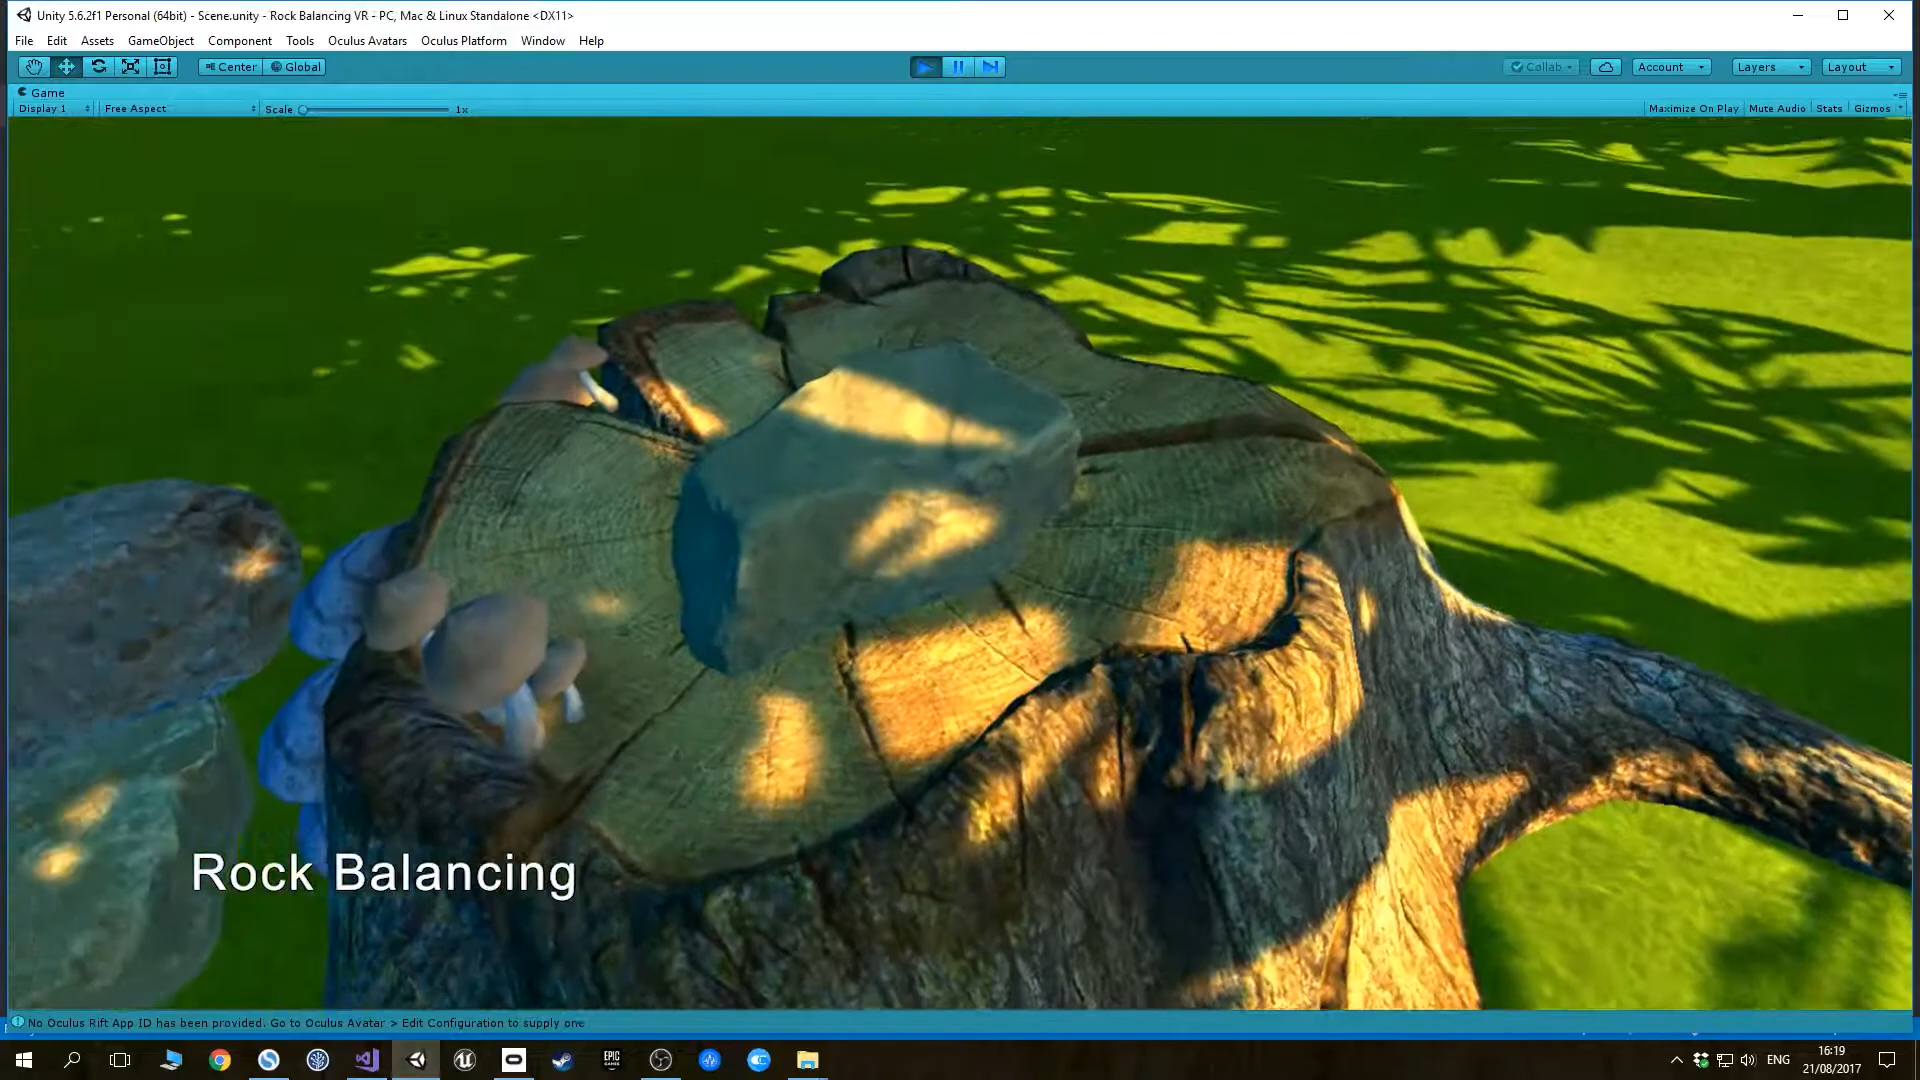 Unity 5.6.2f1 Personal (64bit) - Scene.unity - Rock Balancing VR - PC, Mac & Linux Standalone <DX11>
File Edit Assets GameObject Component Tools Oculus Avatars Oculus Platform Window Help
Center Global Collab Account Layers Layout
Game
Display 1 Free Aspect Scale 1x Maximize On Play Mute Audio Stats Gizmos
Rock Balancing
No Oculus Rift App ID has been provided. Go to Oculus Avatar > Edit Configuration to supply one
EPIC GAMES
ENG
16:19
21/08/2017